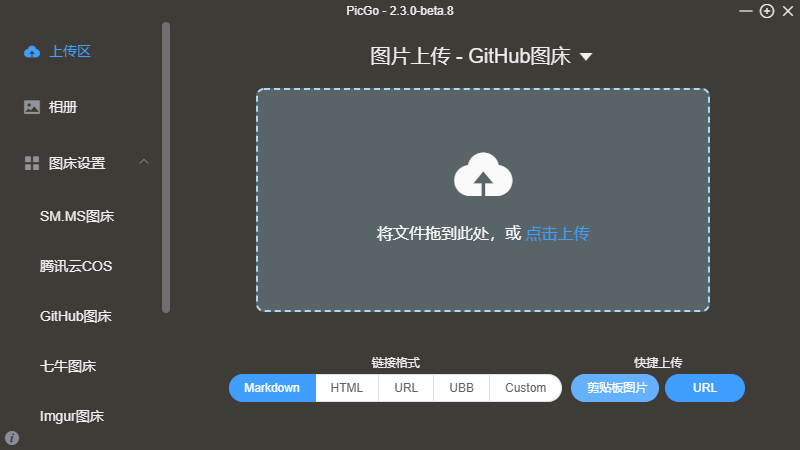 PicGo - 2.3.0-beta.8
上传区
相册
图床设置
SM.MS图床
腾讯云COS
GitHub图床
七牛图床
Imgur图床
图片上传 - GitHub图床
将文件拖到此处，或 点击上传
链接格式
Markdown HTML URL UBB Custom
快捷上传
剪贴板图片 URL